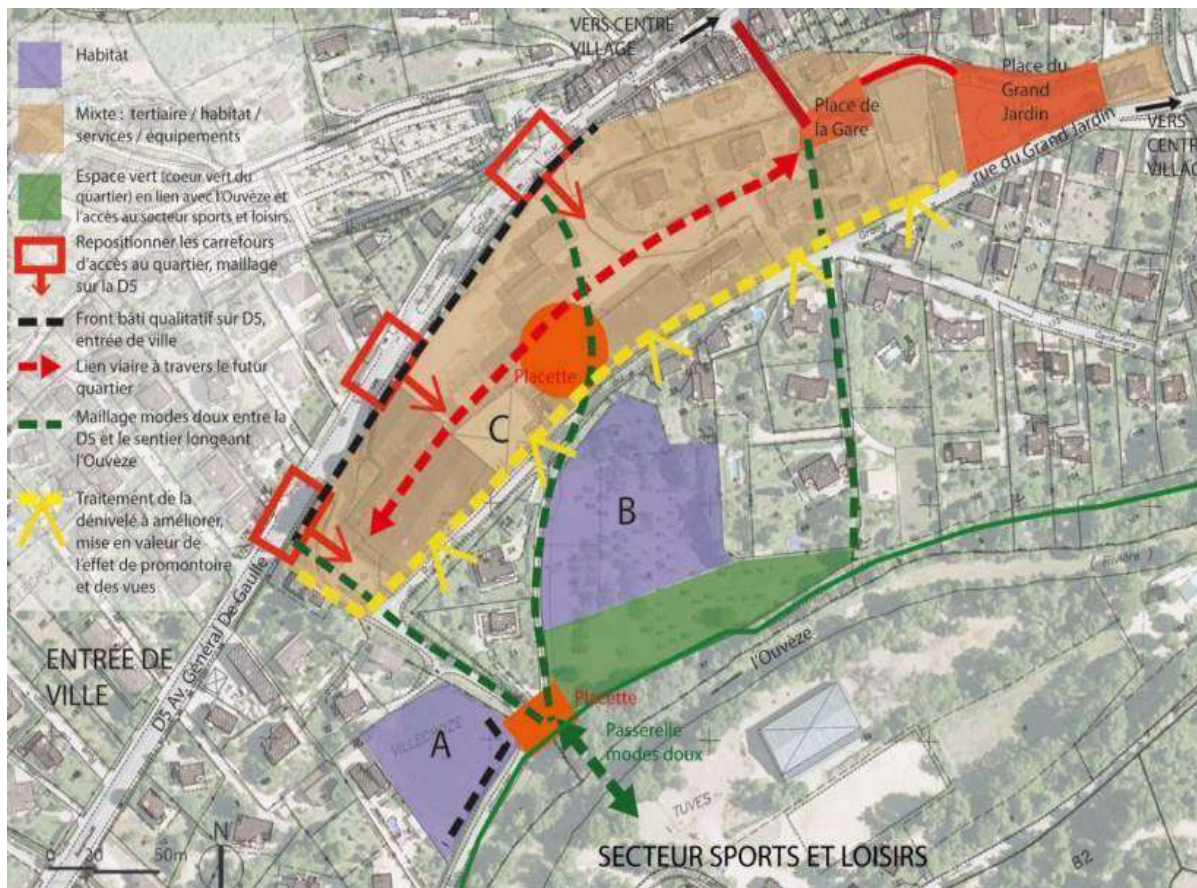 Habitat
Mixte : tertiaire / habitat /
services / équipements
Espace vert (coeur vert du
quartier) en lien avec l'Ouvèze et
l'accès au secteur sports et loisirs.
Repositionner les carrefours
d'accès au quartier, maillage
sur la D5
Front bâti qualitatif sur D5,
entrée de ville
Lien viaire à travers le futur
quartier
Maillage modes doux entre la
D5 et le sentier longeant
l'Ouvèze
Traitement de la
dénivelé à améliorer,
mise en valeur de
l'effet de promontoire
et des vues
VERS CENTRE
VILLAGE
Place de
la Gare
Place du
Grand
Jardin
rue du Grand Jardin
VERS
CENTRE
VILLAG
Placette
C
B
A
ENTRÉE DE
VILLE
D5 Av. Général De Gaulle
VILLECROZE
Placette
Passerelle
modes doux
l'Ouvèze
Rivière
TUVES
82
SECTEUR SPORTS ET LOISIRS
N
0 20 50m